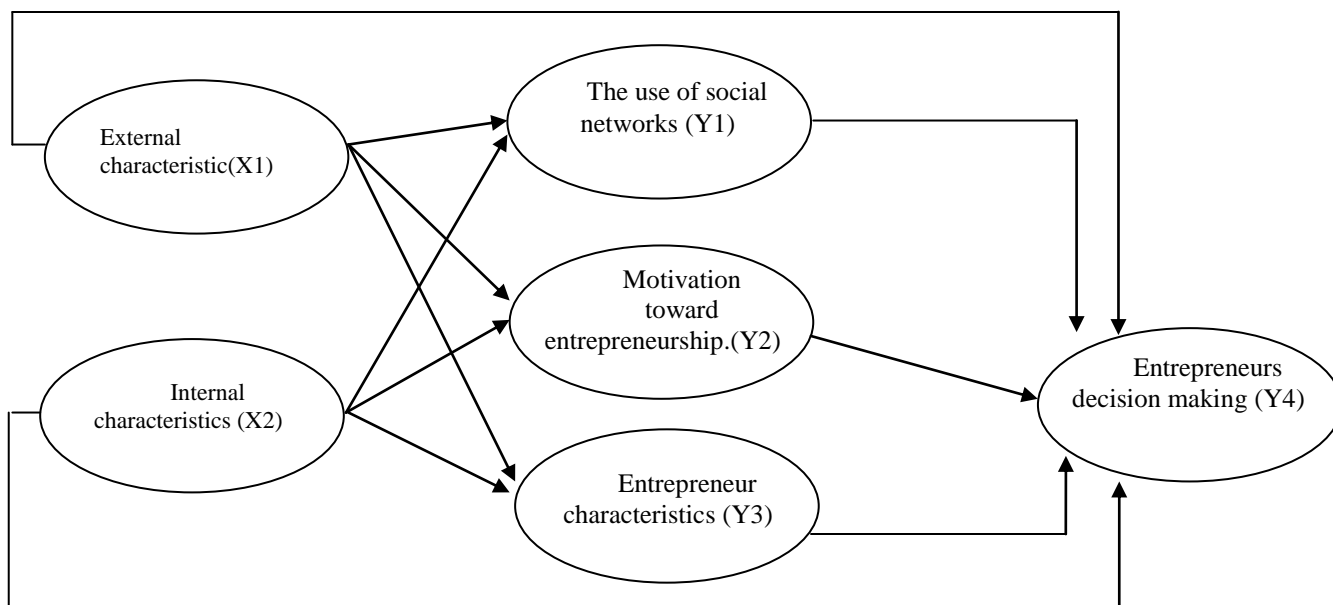 The use of social
networks (Y1)
External
characteristic(X1)
Motivation
toward
entrepreneurship.(Y2)
Entrepreneurs
decision making (Y4)
Internal
characteristics (X2)
Entrepreneur
characteristics (Y3)